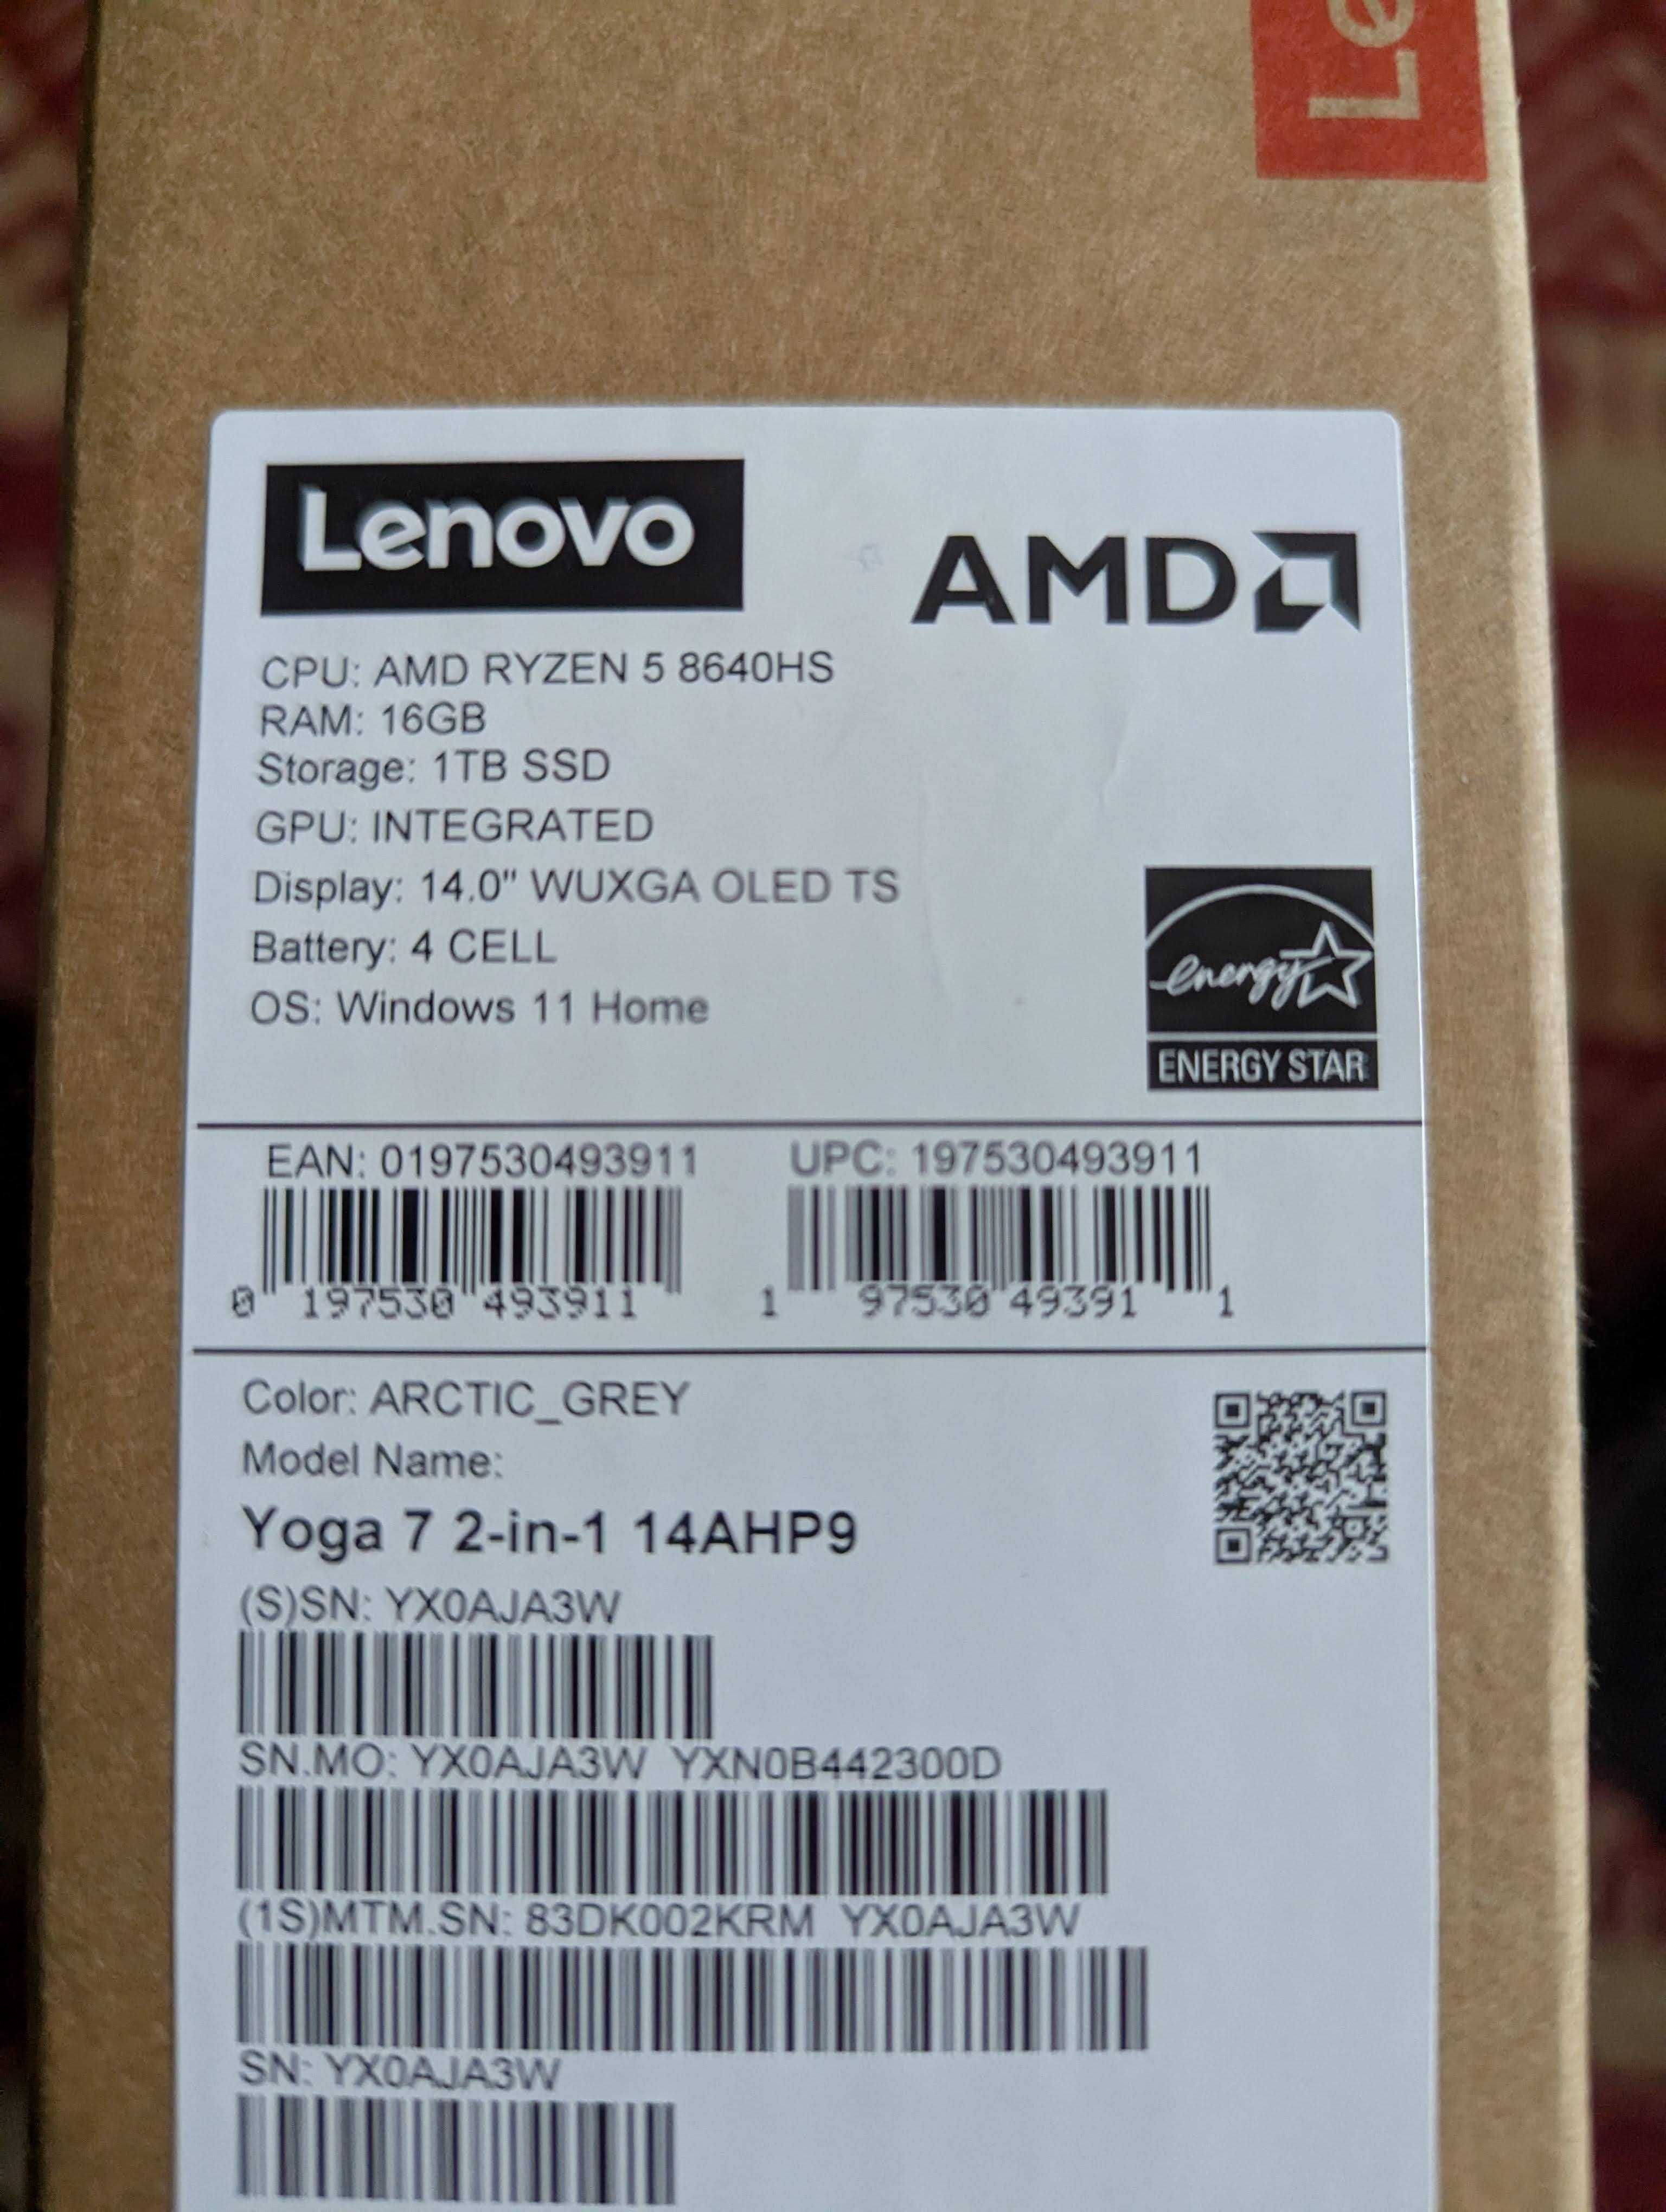 Le
Lenovo
AMD
CPU: AMD RYZEN 5 8640HS
RAM: 16GB
Storage: 1TB SSD
GPU: INTEGRATED
Display: 14.0" WUXGA OLED TS
Battery: 4 CELL
OS: Windows 11 Home
energy
ENERGY STAR
EAN: 0197530493911 UPC: 197530493911
0 197530 493911 1 97530 49391 1
Color: ARCTIC_GREY
Model Name:
Yoga 7 2-in-1 14AHP9
(S)SN: YX0AJA3W
SN.MO: YX0AJA3W YXN0B442300D
(1S)MTM.SN: 83DK002KRM YX0AJA3W
SN: YX0AJA3W